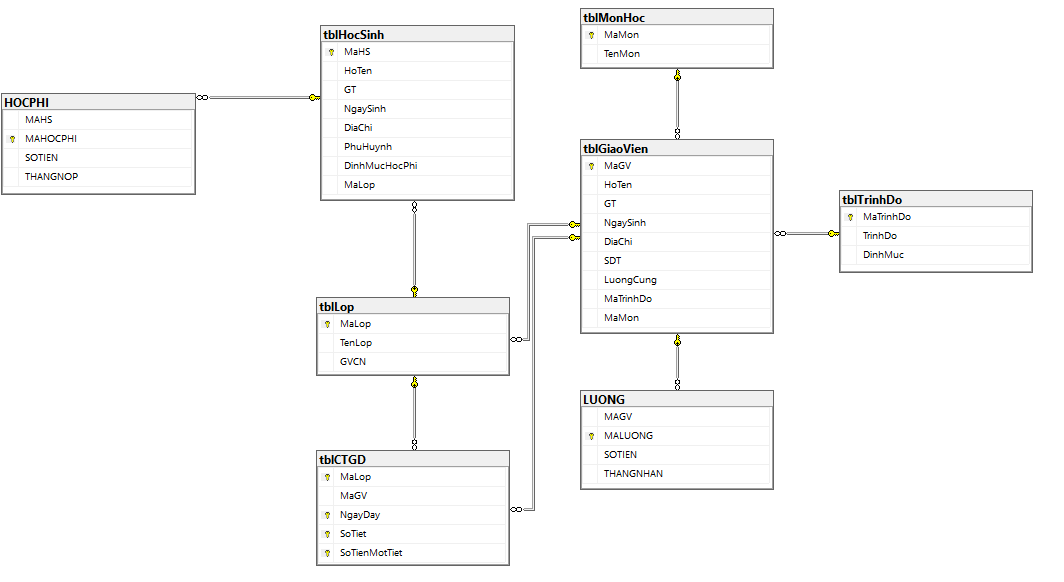 HOCPHI
MAHS
MAHOCPHI
SOTIEN
THANGNOP
tblHocSinh
MaHS
HoTen
GT
NgaySinh
DiaChi
PhuHuynh
DinhMucHocPhi
MaLop
tblLop
MaLop
TenLop
GVCN
tblCTGD
MaLop
MaGV
NgayDay
SoTiet
SoTienMotTiet
tblMonHoc
MaMon
TenMon
tblGiaoVien
MaGV
HoTen
GT
NgaySinh
DiaChi
SDT
LuongCung
MaTrinhDo
MaMon
LUONG
MAGV
MALUONG
SOTIEN
THANGNHAN
tblTrinhDo
MaTrinhDo
TrinhDo
DinhMuc